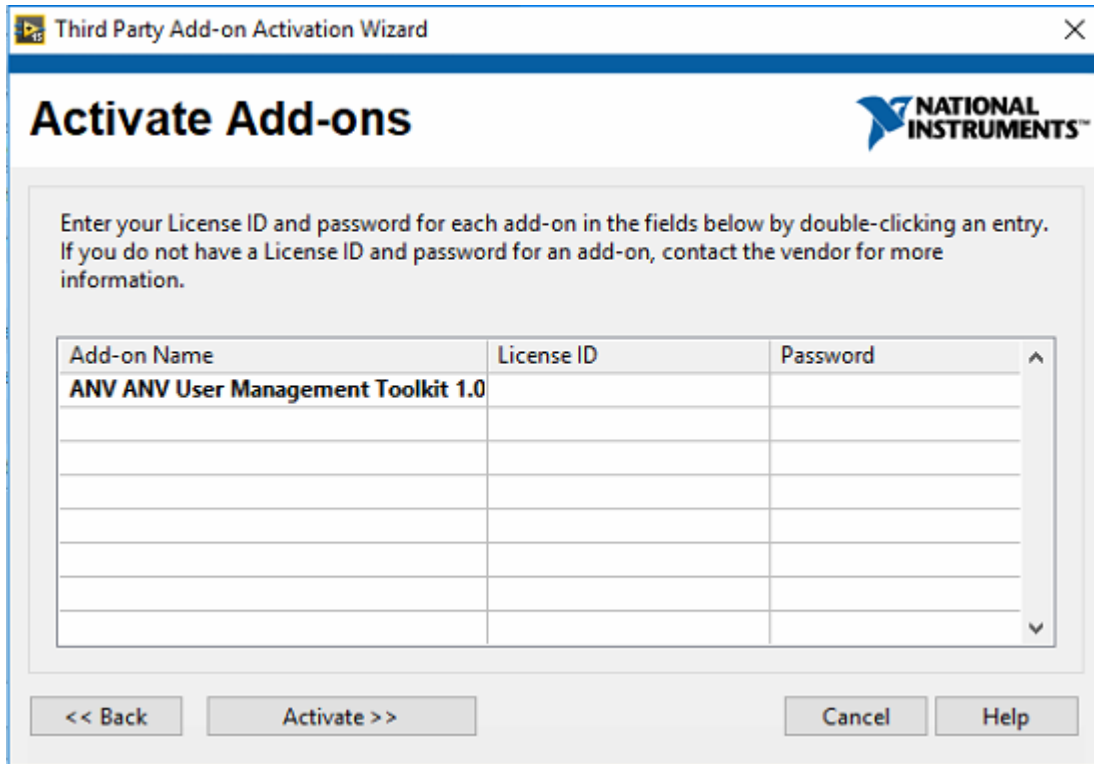 Third Party Add-on Activation Wizard
Activate Add-ons
NATIONAL
INSTRUMENTS™
Enter your License ID and password for each add-on in the fields below by double-clicking an entry.
If you do not have a License ID and password for an add-on, contact the vendor for more
information.
Add-on Name License ID Password
ANV ANV User Management Toolkit 1.0
<< Back Activate >> Cancel Help